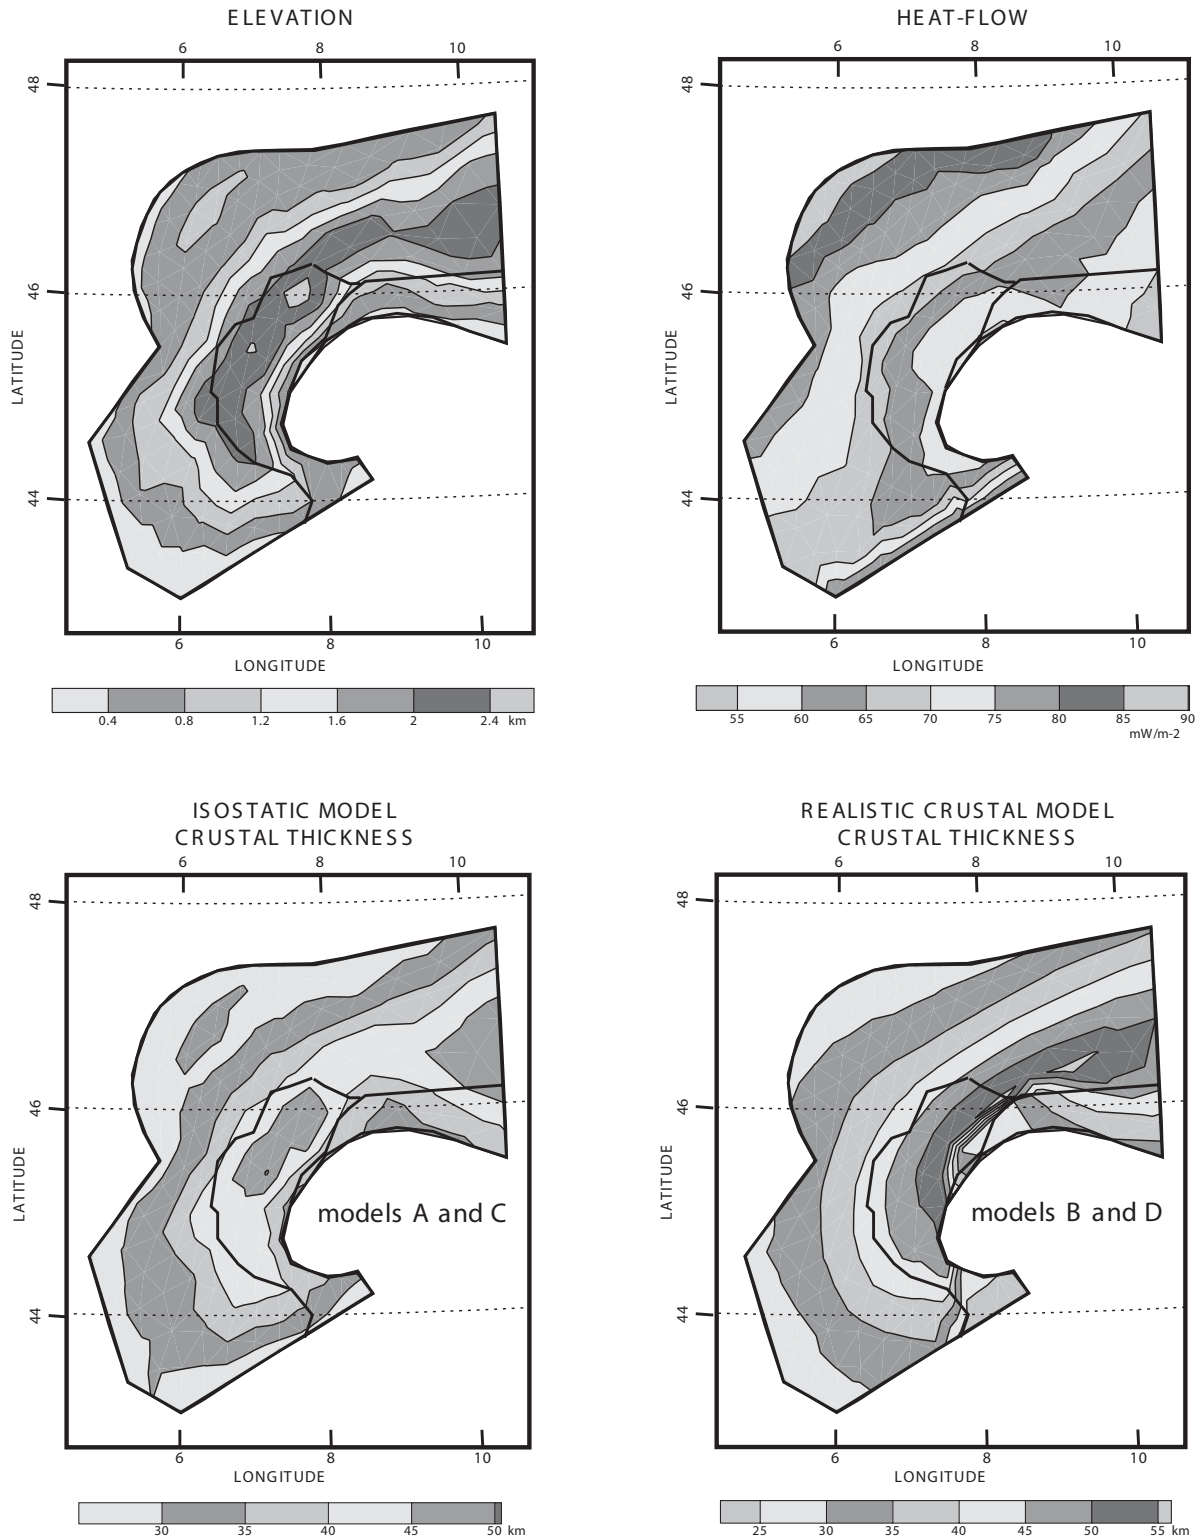 ELEVATION
6 8 10
48
46
44
LATITUDE
6 8 10
LONGITUDE
0.4 0.8 1.2 1.6 2 2.4 km
HEAT-FLOW
6 8 10
48
46
44
LATITUDE
6 8 10
LONGITUDE
55 60 65 70 75 80 85 90
mW/m-2
ISOSTATIC MODEL
CRUSTAL THICKNESS
6 8 10
48
46
44
LATITUDE
models A and C
6 8 10
LONGITUDE
30 35 40 45 50 km
REALISTIC CRUSTAL MODEL
CRUSTAL THICKNESS
6 8 10
48
46
44
LATITUDE
models B and D
6 8 10
LONGITUDE
25 30 35 40 45 50 55 km